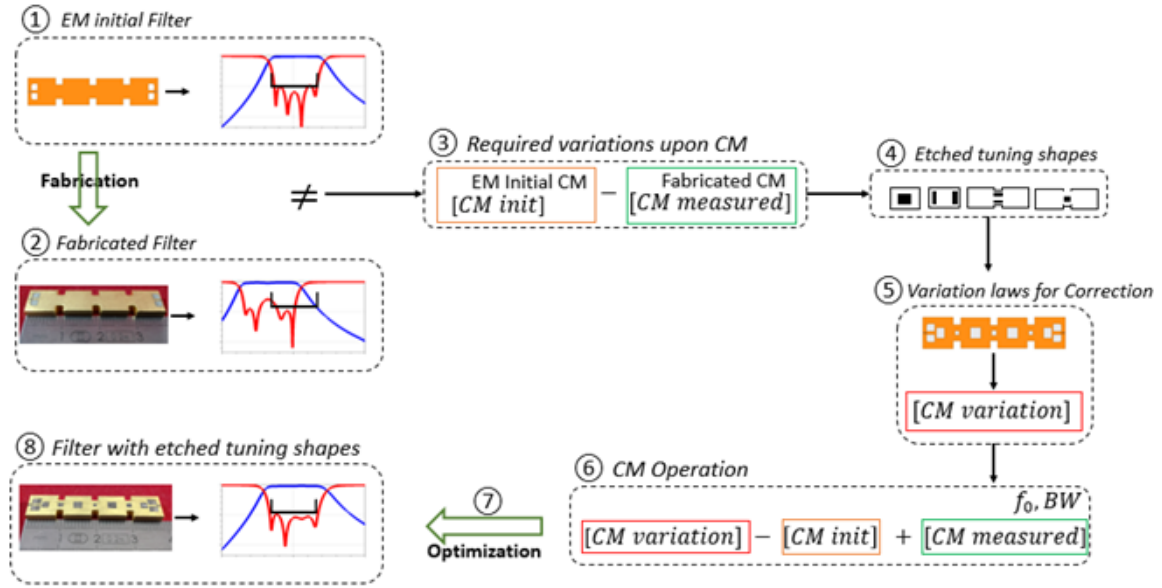 ① EM initial Filter
Fabrication
② Fabricated Filter
≠
③ Required variations upon CM
EM Initial CM
[CM init]
−
Fabricated CM
[CM measured]
④ Etched tuning shapes
⑤ Variation laws for Correction
[CM variation]
⑥ CM Operation
f₀, BW
[CM variation] − [CM init] + [CM measured]
⑦
Optimization
⑧ Filter with etched tuning shapes